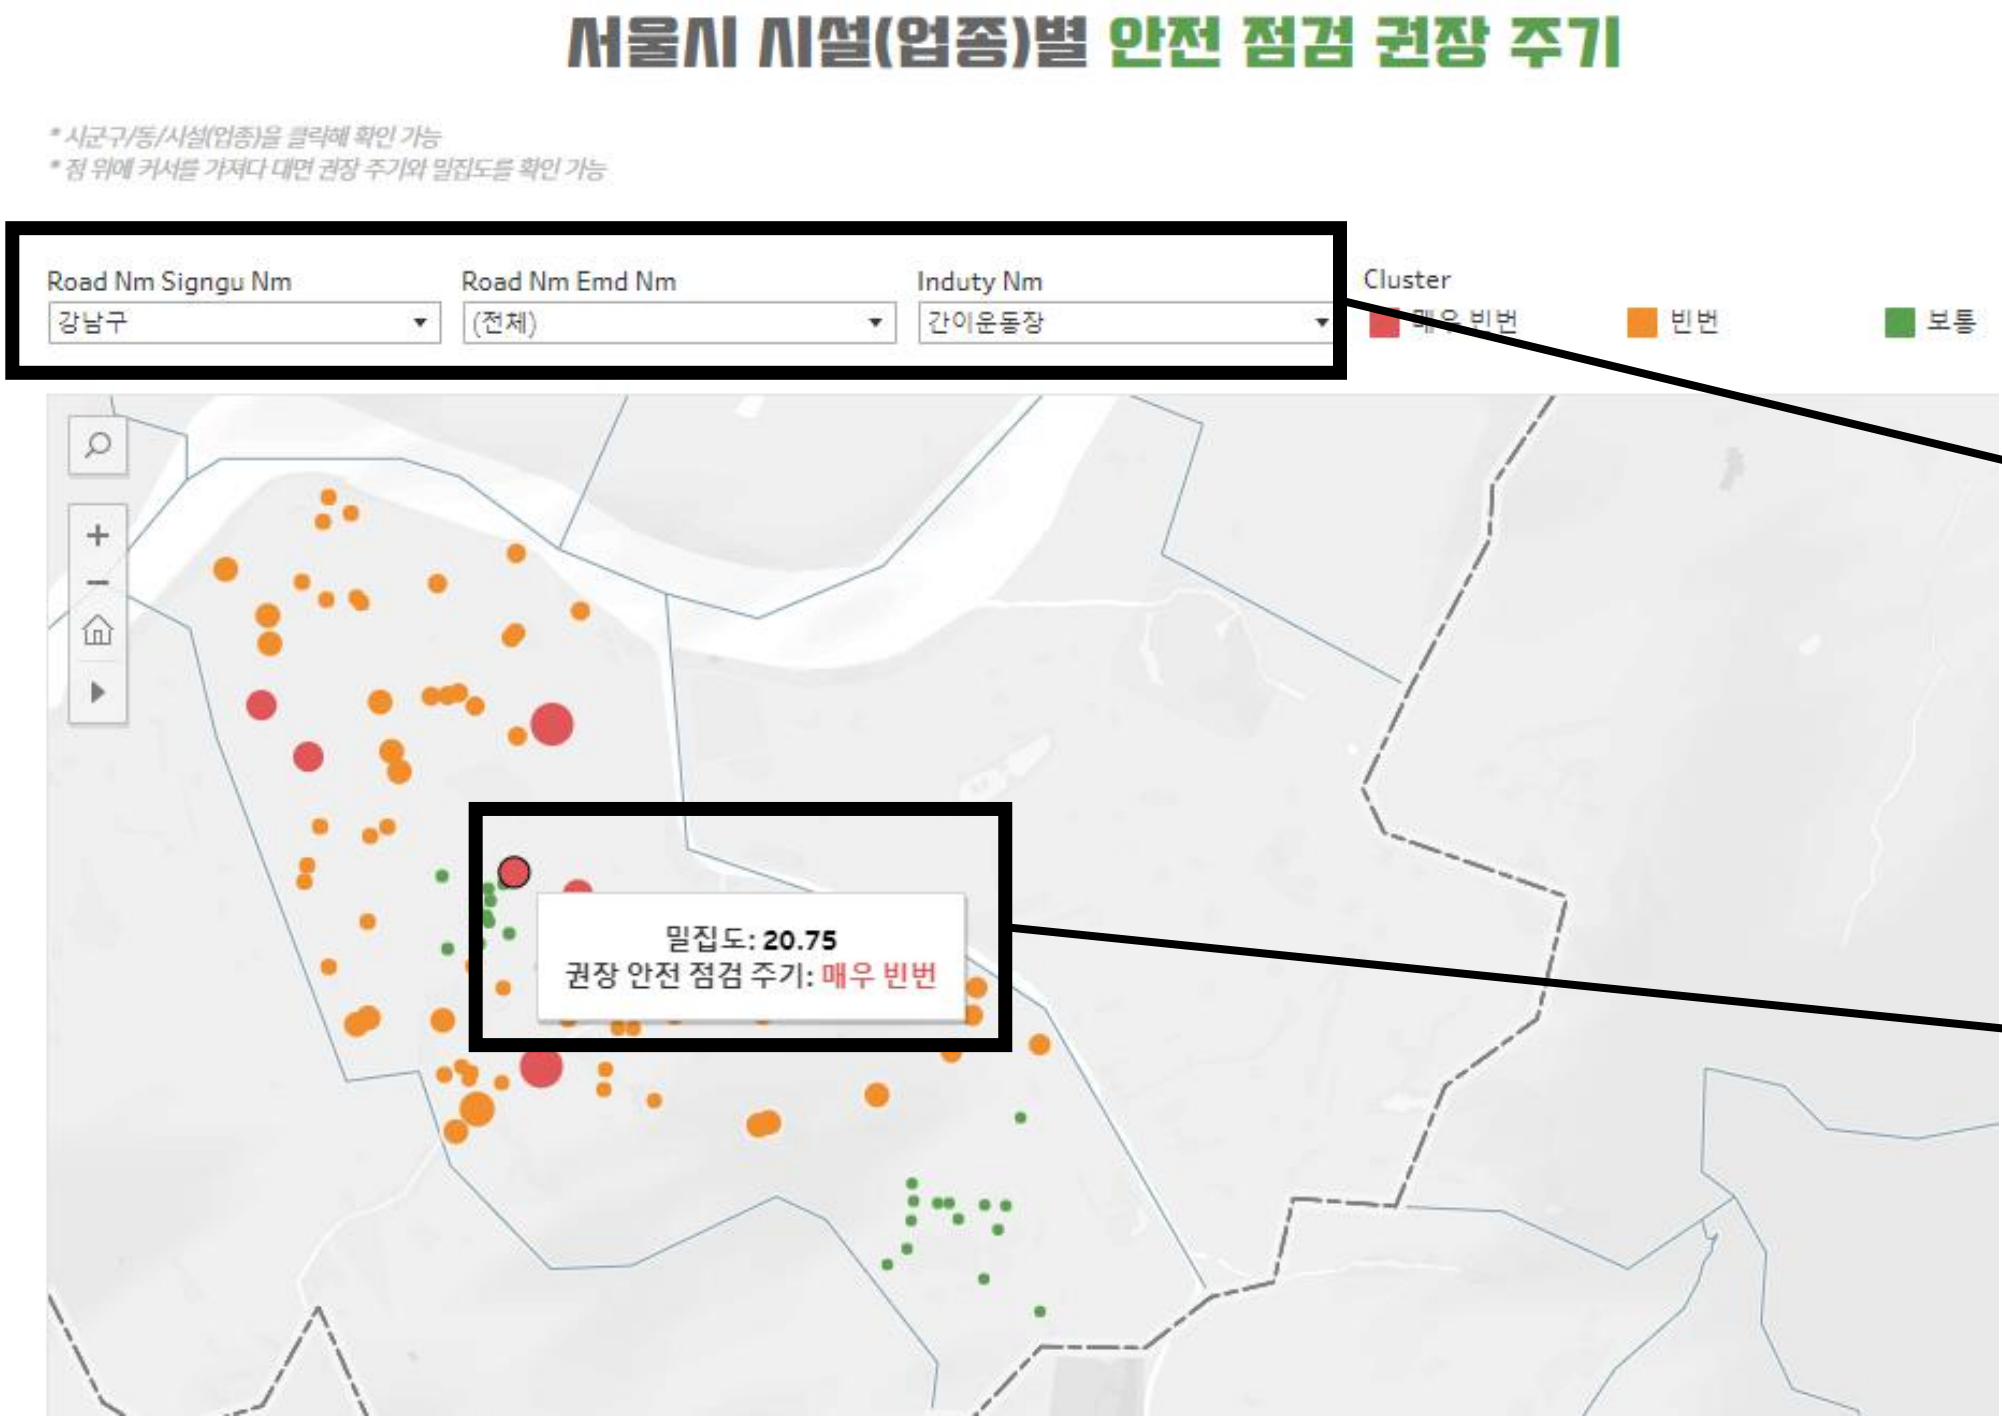 서울시 시설(업종)별 안전 점검 권장 주기
* 시군구/동/시설(업종)을 클릭해 확인 가능
* 점 위에 커서를 가져다 대면 권장 주기와 밀집도를 확인 가능
Road Nm Signgu Nm
Road Nm Emd Nm
Induty Nm
Cluster
강남구
(전체)
간이운동장
매우 빈번
빈번
보통
밀집도: 20.75
권장 안전 점검 주기: 매우 빈번